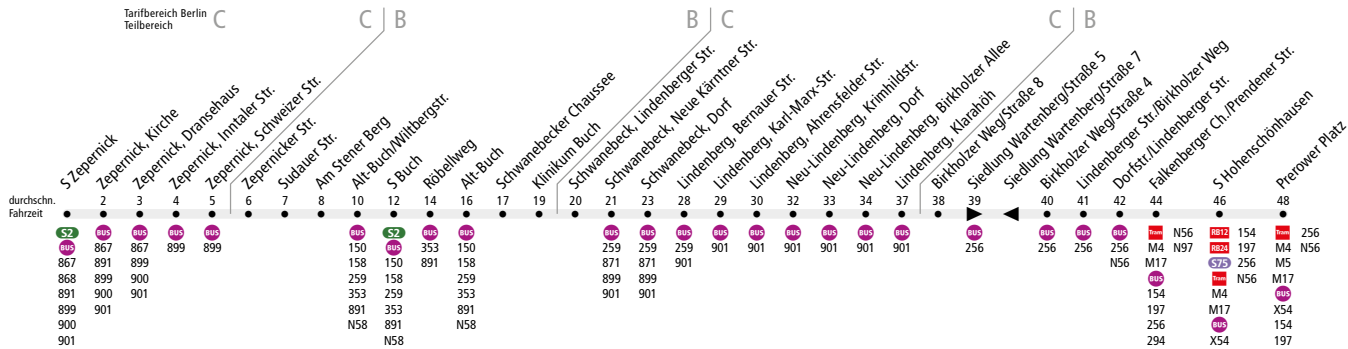 Tarifbereich Berlin
Teilbereich
C
C
B
B
C
C
B
S Zepernick
Zepernick, Kirche
Zepernick, Dransehaus
Zepernick, Inntaler Str.
Zepernick, Schweizer Str.
Zepernicker Str.
Sudauer Str.
Am Stener Berg
Alt-Buch/Wiltbergstr.
S Buch
Röbellweg
Alt-Buch
Schwanebecker Chaussee
Klinikum Buch
Schwanebeck, Lindenberger Str.
Schwanebeck, Neue Kärntner Str.
Schwanebeck, Dorf
Lindenberg, Bernauer Str.
Lindenberg, Karl-Marx-Str.
Lindenberg, Ahrensfelder Str.
Neu-Lindenberg, Krimhildstr.
Neu-Lindenberg, Dorf
Neu-Lindenberg, Birkholzer Allee
Lindenberg, Klarahöh
Birkholzer Weg/Straße 8
Siedlung Wartenberg/Straße 5
Siedlung Wartenberg/Straße 7
Birkholzer Weg/Straße 4
Lindenberger Str./Birkholzer Weg
Dorfstr./Lindenberger Str.
Falkenberger Ch./Prendener Str.
S Hohenschönhausen
Prerower Platz
durchschn.
Fahrzeit
2 3 4 5 6 7 8 10 12 14 16 17 19 20 21 23 28 29 30 32 33 34 37 38 39 40 41 42 44 46 48
S2
BUS
867
868
891
899
900
901
BUS
867
891
899
900
901
BUS
867
899
900
901
BUS
899
BUS
899
BUS
150
158
259
353
891
N58
S2
BUS
150
158
259
353
891
N58
BUS
353
891
BUS
150
158
259
353
891
N58
BUS
259
871
899
901
BUS
259
871
899
901
BUS
259
901
BUS
901
BUS
901
BUS
901
BUS
901
BUS
901
BUS
901
BUS
256
BUS
256
BUS
256
BUS
256
N56
Tram N56
M4 N97
M17
BUS
154
197
256
294
RB12 154
RB24 197
S75 256
Tram N56
M4
M17
BUS
X54
Tram 256
M4 N56
M5
M17
BUS
X54
154
197